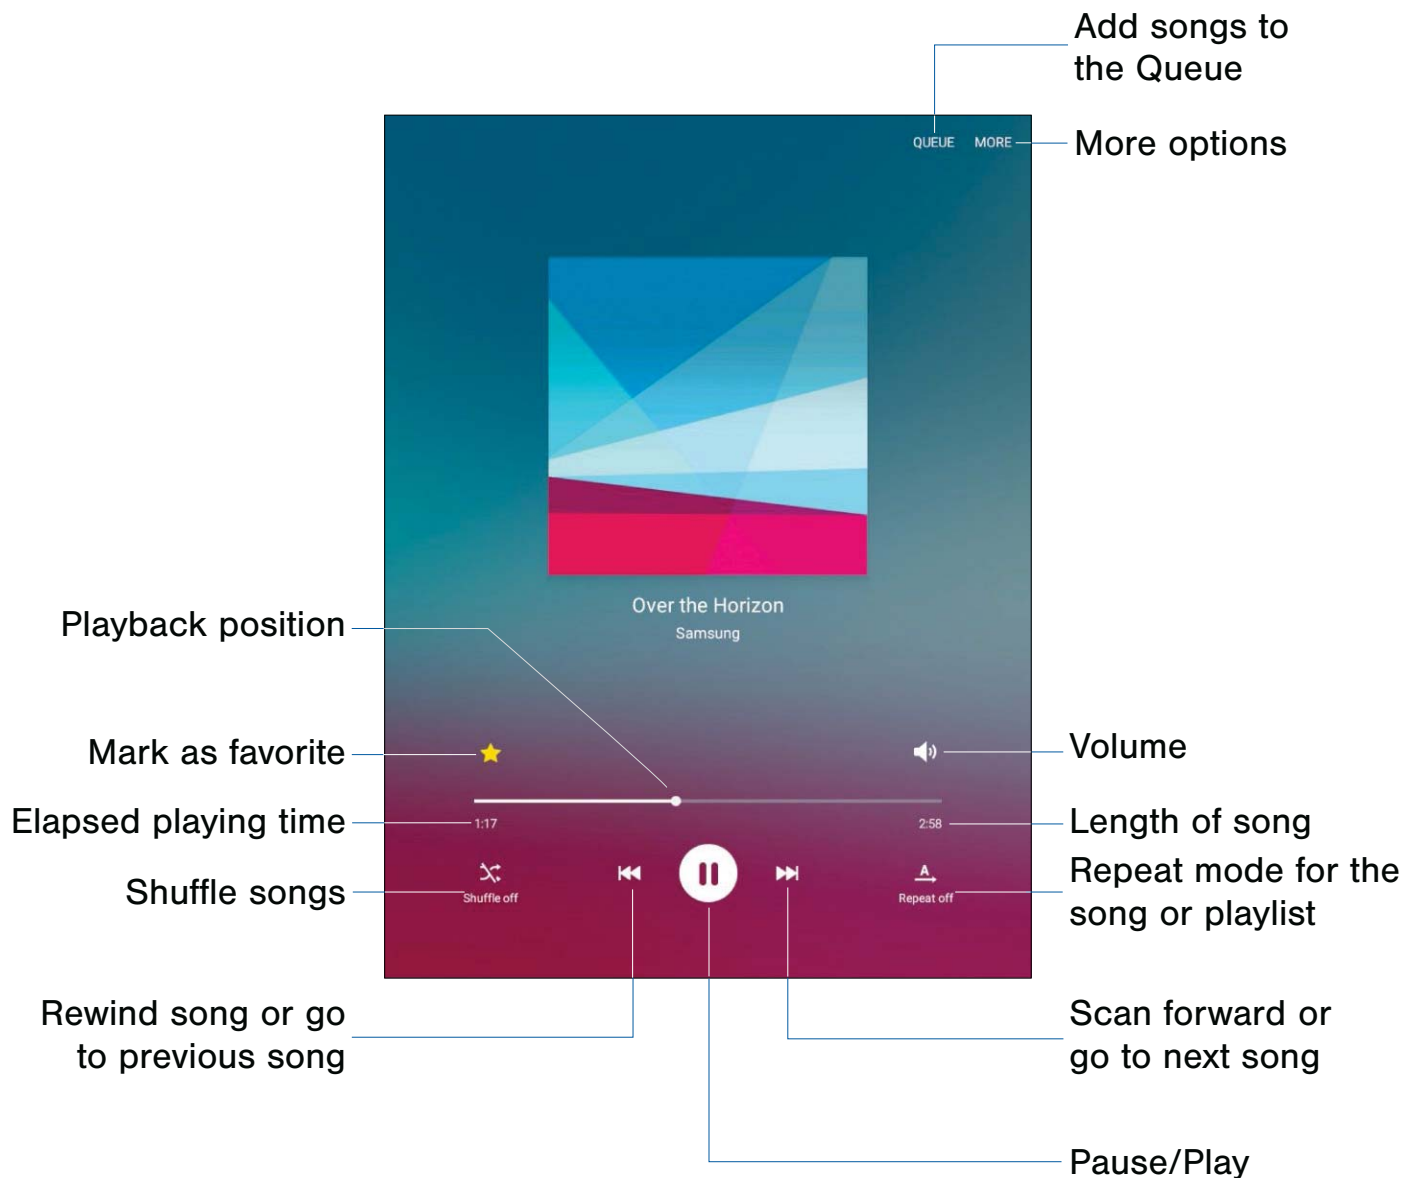 Add songs to
the Queue
QUEUE MORE
More options
Over the Horizon
Samsung
Playback position
Mark as favorite
Volume
Elapsed playing time
1:17
2:58
Length of song
Shuffle songs
Shuffle off
A
Repeat off
Repeat mode for the
song or playlist
Rewind song or go
to previous song
Scan forward or
go to next song
Pause/Play